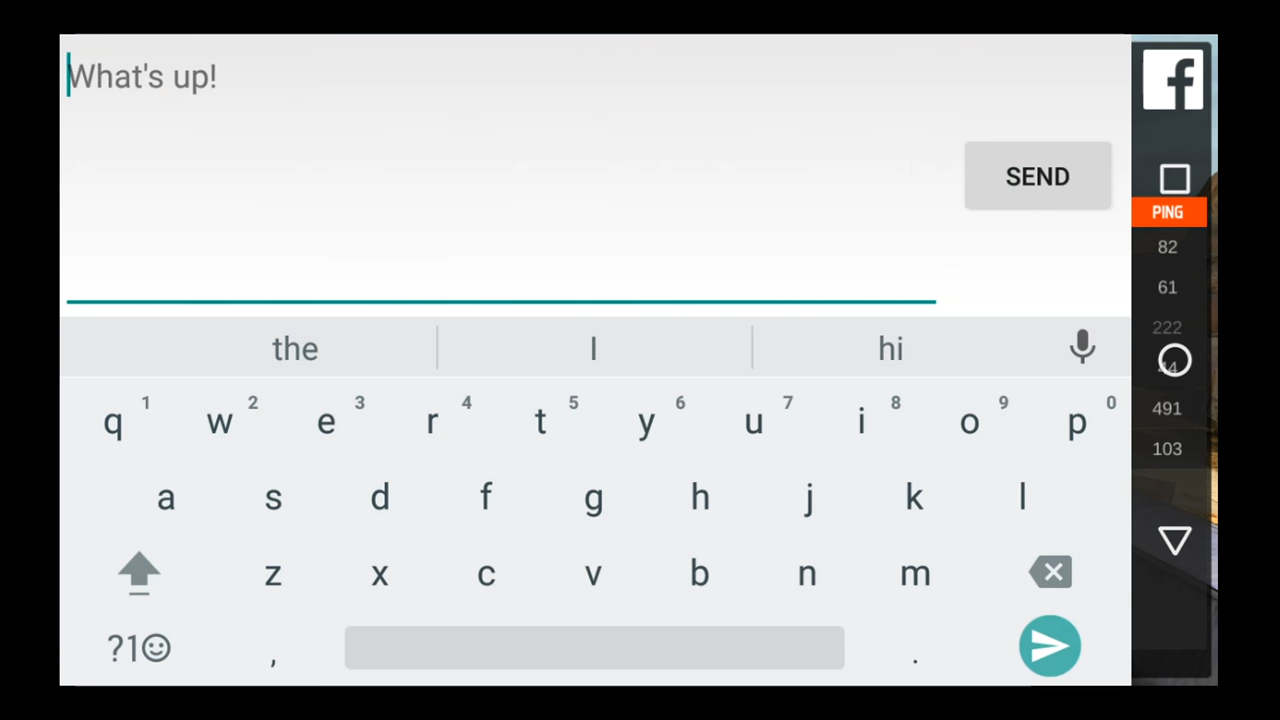 What's up!
SEND
PING
82
61
222
44
491
103
the I hi
q 1 w 2 e 3 r 4 t 5 y 6 u 7 i 8 o 9 p 0
a s d f g h j k l
z x c v b n m
?1☺ , .